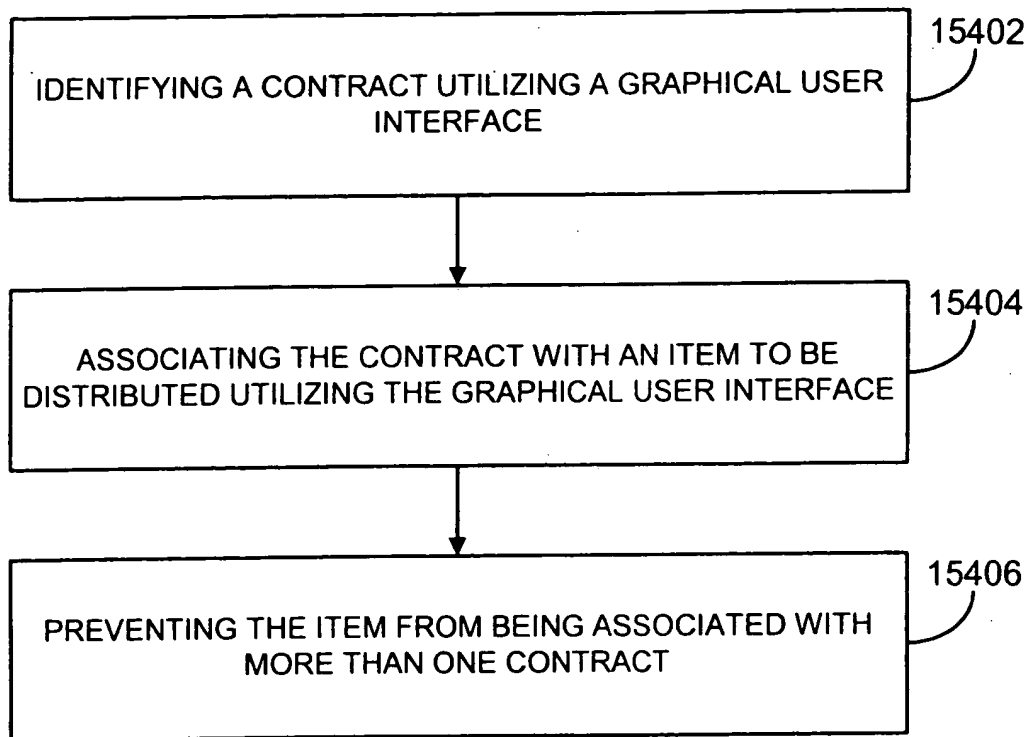 15402
IDENTIFYING A CONTRACT UTILIZING A GRAPHICAL USER
INTERFACE
15404
ASSOCIATING THE CONTRACT WITH AN ITEM TO BE
DISTRIBUTED UTILIZING THE GRAPHICAL USER INTERFACE
15406
PREVENTING THE ITEM FROM BEING ASSOCIATED WITH
MORE THAN ONE CONTRACT